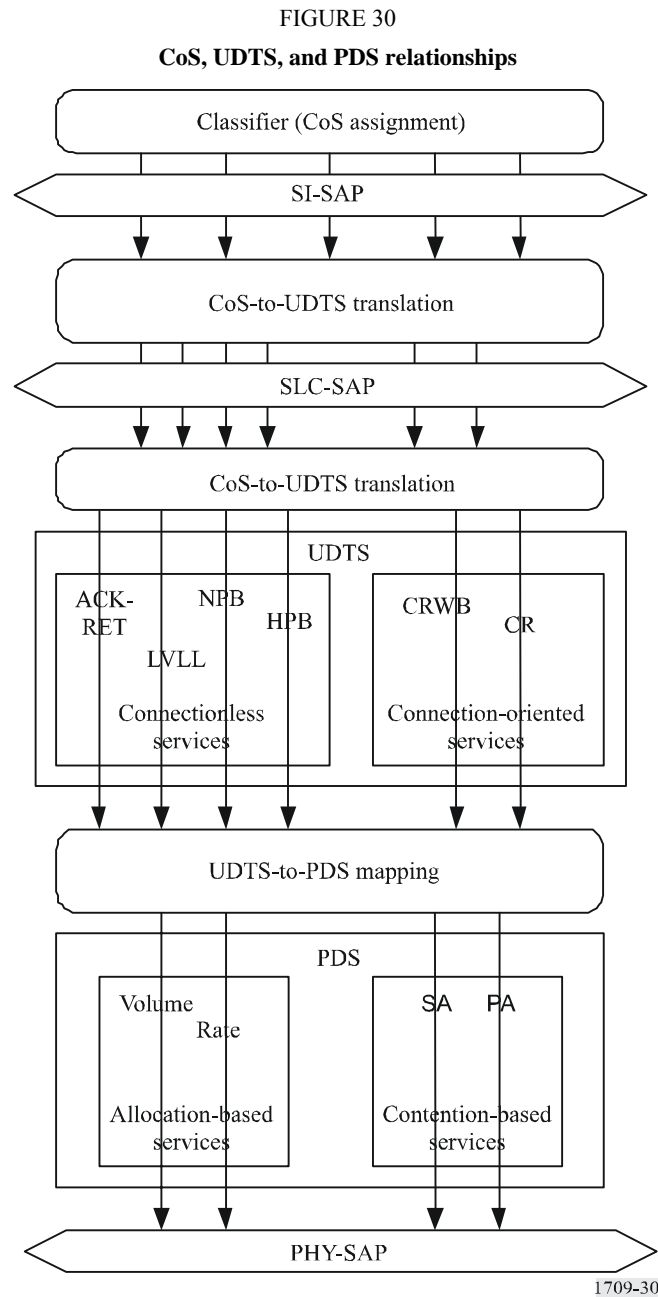 FIGURE 30
CoS, UDTS, and PDS relationships
Classifier (CoS assignment)
SI-SAP
CoS-to-UDTS translation
SLC-SAP
CoS-to-UDTS translation
UDTS
ACK-
RET
LVLL
NPB
HPB
Connectionless
services
CRWB
CR
Connection-oriented
services
UDTS-to-PDS mapping
PDS
Volume
Rate
Allocation-based
services
SA
PA
Contention-based
services
PHY-SAP
1709-30